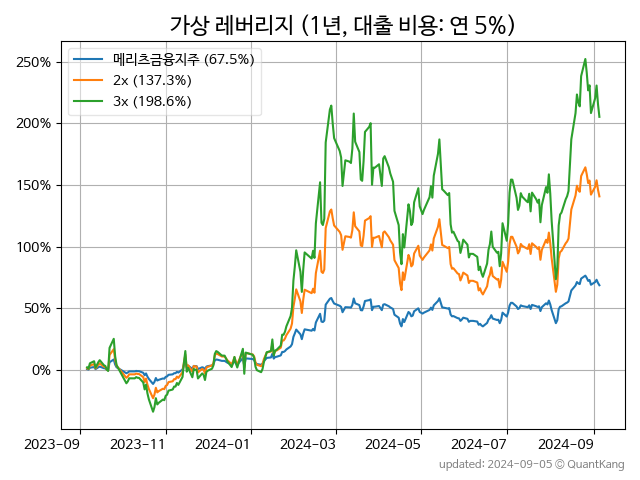 가상 레버리지 (1년, 대출 비용: 연 5%)
메리츠금융지주 (67.5%)
2x (137.3%)
3x (198.6%)
250%
200%
150%
100%
50%
0%
2023-09
2023-11
2024-01
2024-03
2024-05
2024-07
2024-09
updated: 2024-09-05 © QuantKang